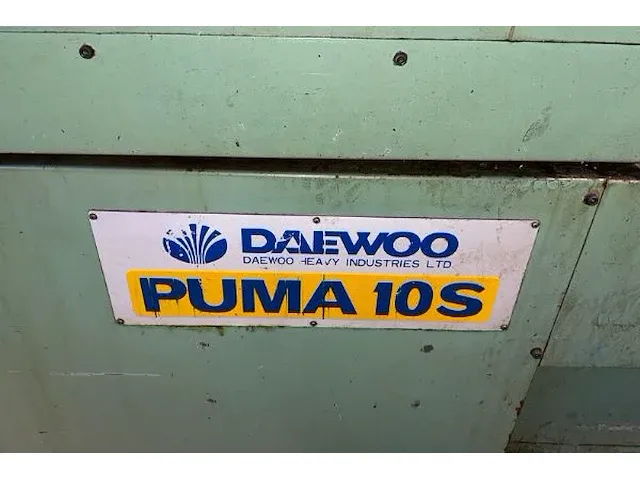 DAEWOO
DAEWOO HEAVY INDUSTRIES LTD
PUMA 10S